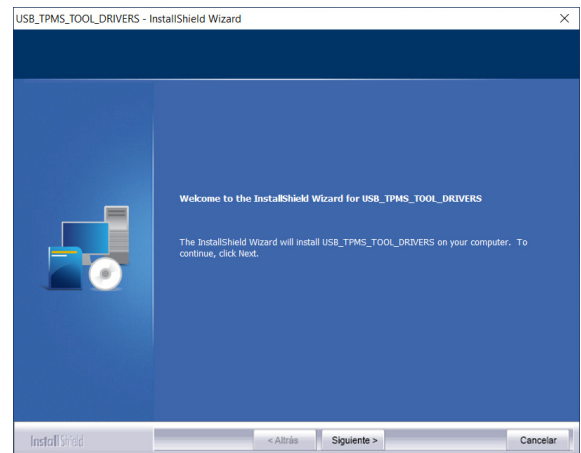 USB_TPMS_TOOL_DRIVERS - InstallShield Wizard
Welcome to the InstallShield Wizard for USB_TPMS_TOOL_DRIVERS
The InstallShield Wizard will install USB_TPMS_TOOL_DRIVERS on your computer. To
continue, click Next.
InstallShield
< Altrás Siguiente > Cancelar